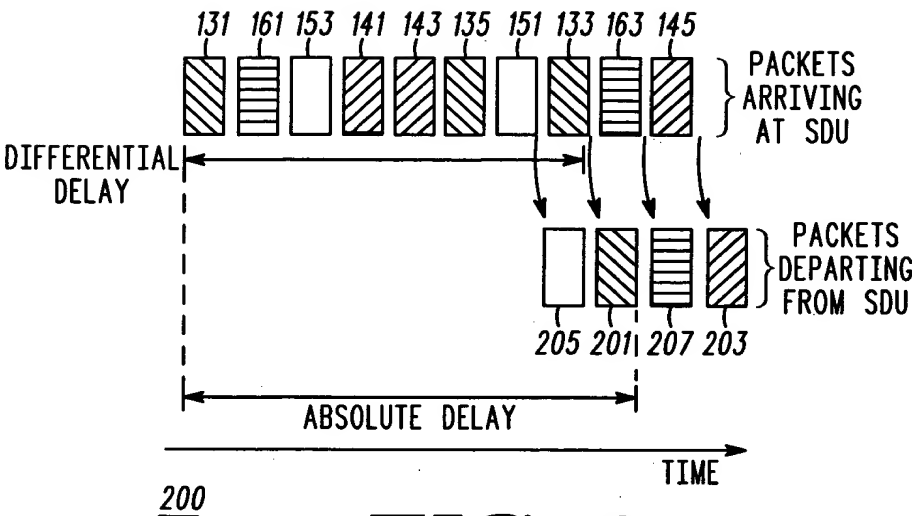 131 161 153 141 143 135 151 133 163 145
PACKETS
ARRIVING
AT SDU
DIFFERENTIAL
DELAY
PACKETS
DEPARTING
FROM SDU
205 201 207 203
ABSOLUTE DELAY
TIME
200